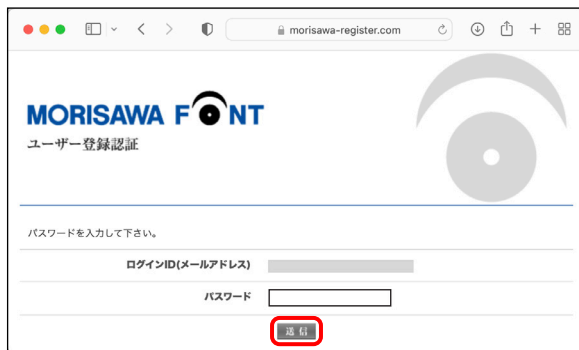 morisawa-register.com
MORISAWA FONT
ユーザー登録認証
パスワードを入力して下さい。
ログインID(メールアドレス)
パスワード
送信